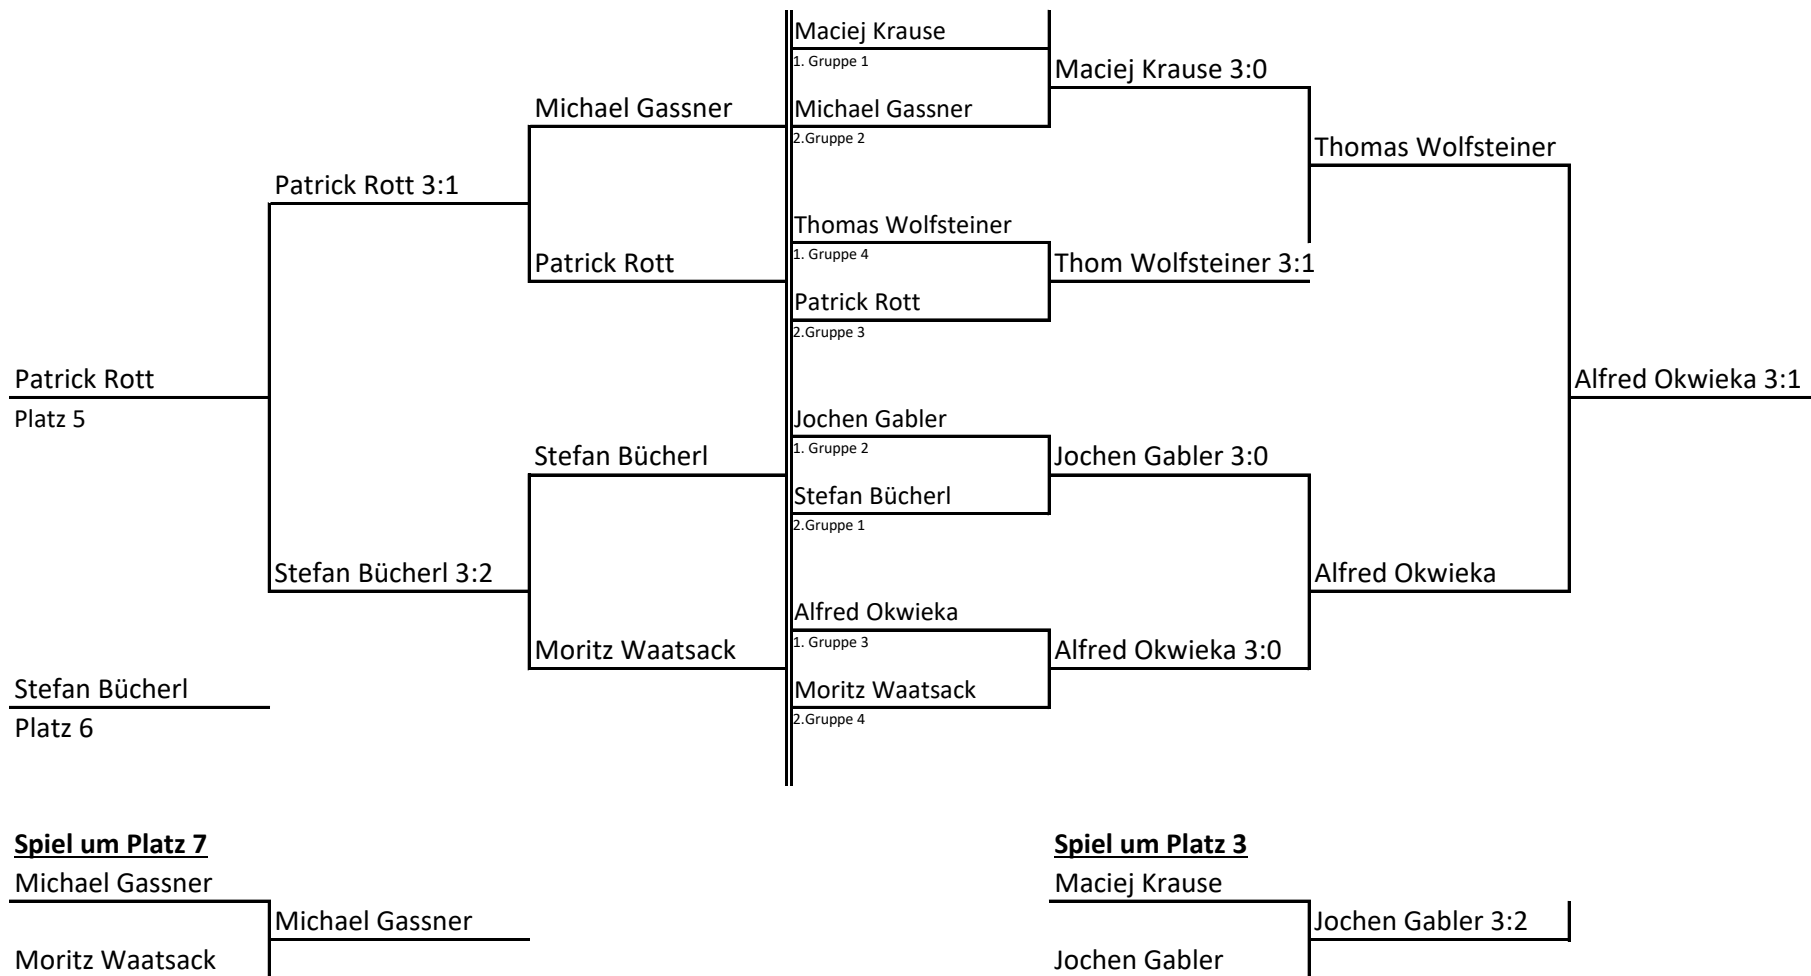 Maciej Krause
1. Gruppe 1
Maciej Krause 3:0
Michael Gassner
Michael Gassner
2.Gruppe 2
Thomas Wolfsteiner
Patrick Rott 3:1
Thomas Wolfsteiner
1. Gruppe 4
Patrick Rott
Thom Wolfsteiner 3:1
Patrick Rott
2.Gruppe 3
Patrick Rott
Alfred Okwieka 3:1
Platz 5
Jochen Gabler
1. Gruppe 2
Stefan Bücherl
Jochen Gabler 3:0
Stefan Bücherl
2.Gruppe 1
Stefan Bücherl 3:2
Alfred Okwieka
Alfred Okwieka
1. Gruppe 3
Moritz Waatsack
Alfred Okwieka 3:0
Stefan Bücherl
Moritz Waatsack
2.Gruppe 4
Platz 6
Spiel um Platz 7
Michael Gassner
Michael Gassner
Moritz Waatsack
Spiel um Platz 3
Maciej Krause
Jochen Gabler 3:2
Jochen Gabler